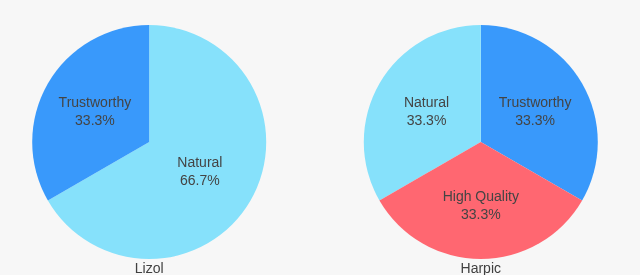 Trustworthy
33.3%
Natural
66.7%
Lizol
Natural
33.3%
Trustworthy
33.3%
High Quality
33.3%
Harpic